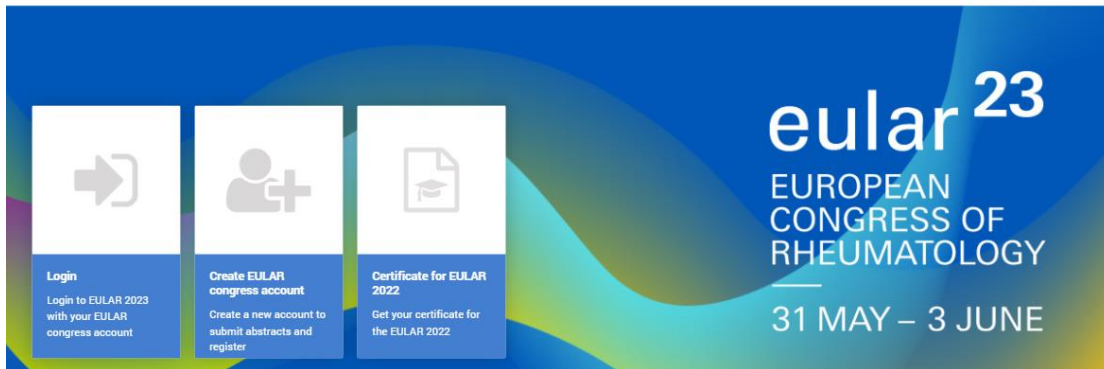 Login
Login to EULAR 2023
with your EULAR
congress account
Create EULAR
congress account
Create a new account to
submit abstracts and
register
Certificate for EULAR
2022
Get your certificate for
the EULAR 2022
eular 23
EUROPEAN
CONGRESS OF
RHEUMATOLOGY
31 MAY – 3 JUNE